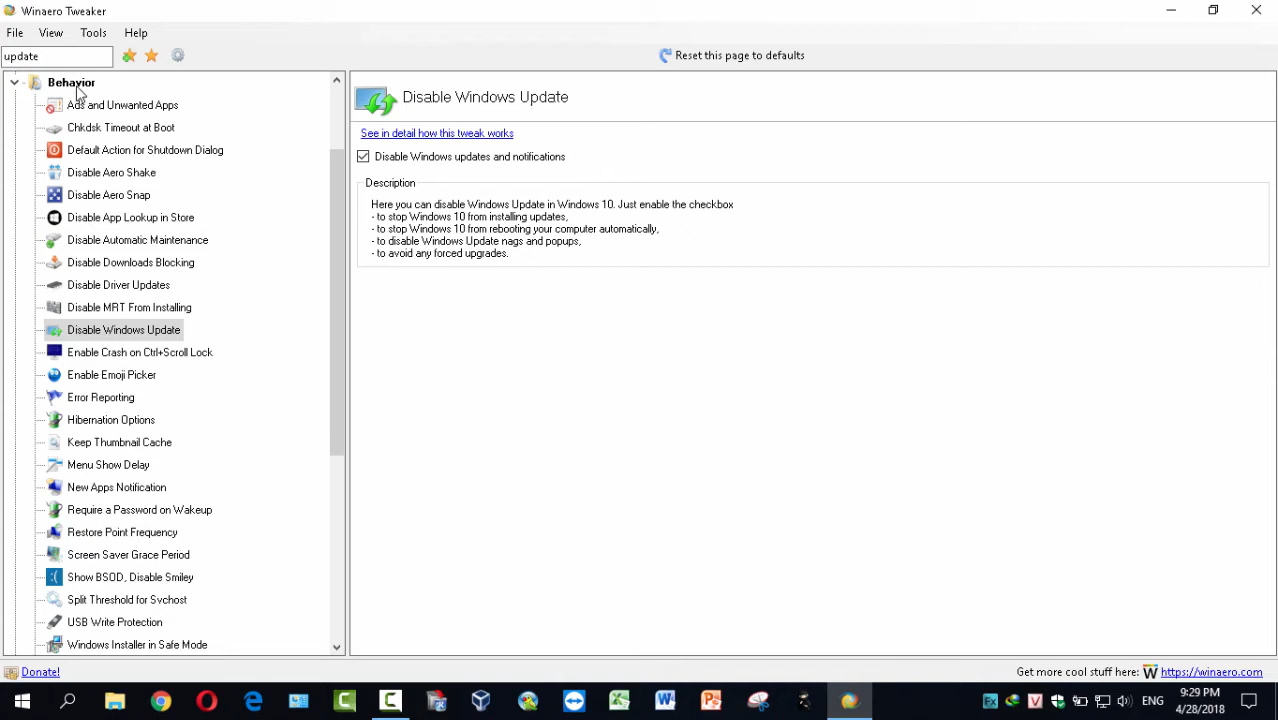 Winaero Tweaker
File View Tools Help
update
Reset this page to defaults
Behavior
Ads and Unwanted Apps
Chkdsk Timeout at Boot
Default Action for Shutdown Dialog
Disable Aero Shake
Disable Aero Snap
Disable App Lookup in Store
Disable Automatic Maintenance
Disable Downloads Blocking
Disable Driver Updates
Disable MRT From Installing
Disable Windows Update
Enable Crash on Ctrl+Scroll Lock
Enable Emoji Picker
Error Reporting
Hibernation Options
Keep Thumbnail Cache
Menu Show Delay
New Apps Notification
Require a Password on Wakeup
Restore Point Frequency
Screen Saver Grace Period
Show BSOD, Disable Smiley
Split Threshold for Svchost
USB Write Protection
Windows Installer in Safe Mode
Disable Windows Update
See in detail how this tweak works
Disable Windows updates and notifications
Description
Here you can disable Windows Update in Windows 10. Just enable the checkbox
- to stop Windows 10 from installing updates,
- to stop Windows 10 from rebooting your computer automatically,
- to disable Windows Update nags and popups,
- to avoid any forced upgrades.
Donate!
Get more cool stuff here: W https://winaero.com
ENG
9:29 PM
4/28/2018